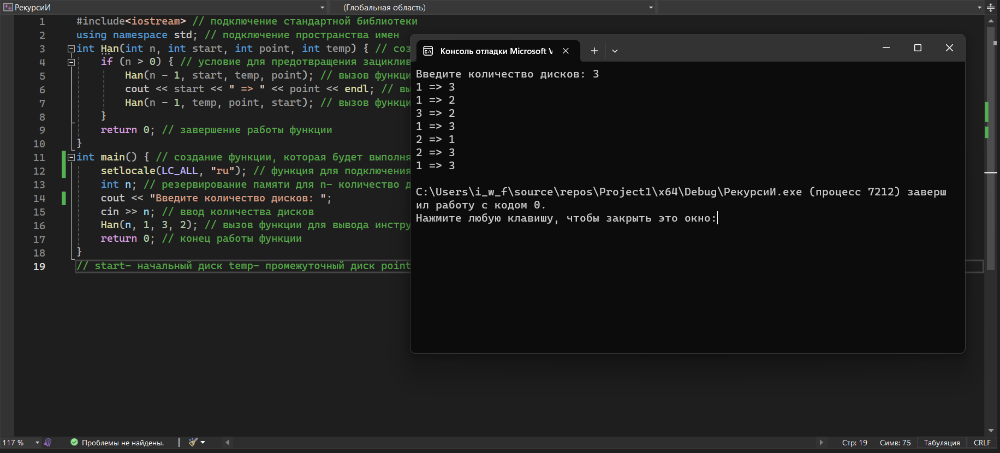 РекурсиИ (Глобальная область)
1 #include<iostream> // подключение стандартной библиотеки
2 using namespace std; // подключение пространства имен
3 int Han(int n, int start, int point, int temp) { // соз
4 if (n > 0) { // условие для предотвращения зациклив
5 Han(n - 1, start, temp, point); // вызов функци
6 cout << start << " => " << point << endl; // вы
7 Han(n - 1, temp, point, start); // вызов функци
8 }
9 return 0; // завершение работы функции
10 }
11 int main() { // создание функции, которая будет выполня
12 setlocale(LC_ALL, "ru"); // функция для подключения
13 int n; // резервирование памяти для n- количество д
14 cout << "Введите количество дисков: ";
15 cin >> n; // ввод количества дисков
16 Han(n, 1, 3, 2); // вызов функции для вывода инстру
17 return 0; // конец работы функции
18 }
19 // start- начальный диск temp- промежуточный диск point
Консоль отладки Microsoft V
Введите количество дисков: 3
1 => 3
1 => 2
3 => 2
1 => 3
2 => 1
2 => 3
1 => 3
C:\Users\i_w_f\source\repos\Project1\x64\Debug\РекурсиИ.exe (процесс 7212) заверш
ил работу с кодом 0.
Нажмите любую клавишу, чтобы закрыть это окно:
117 % Проблемы не найдены. Стр: 19 Симв: 75 Табуляция CRLF